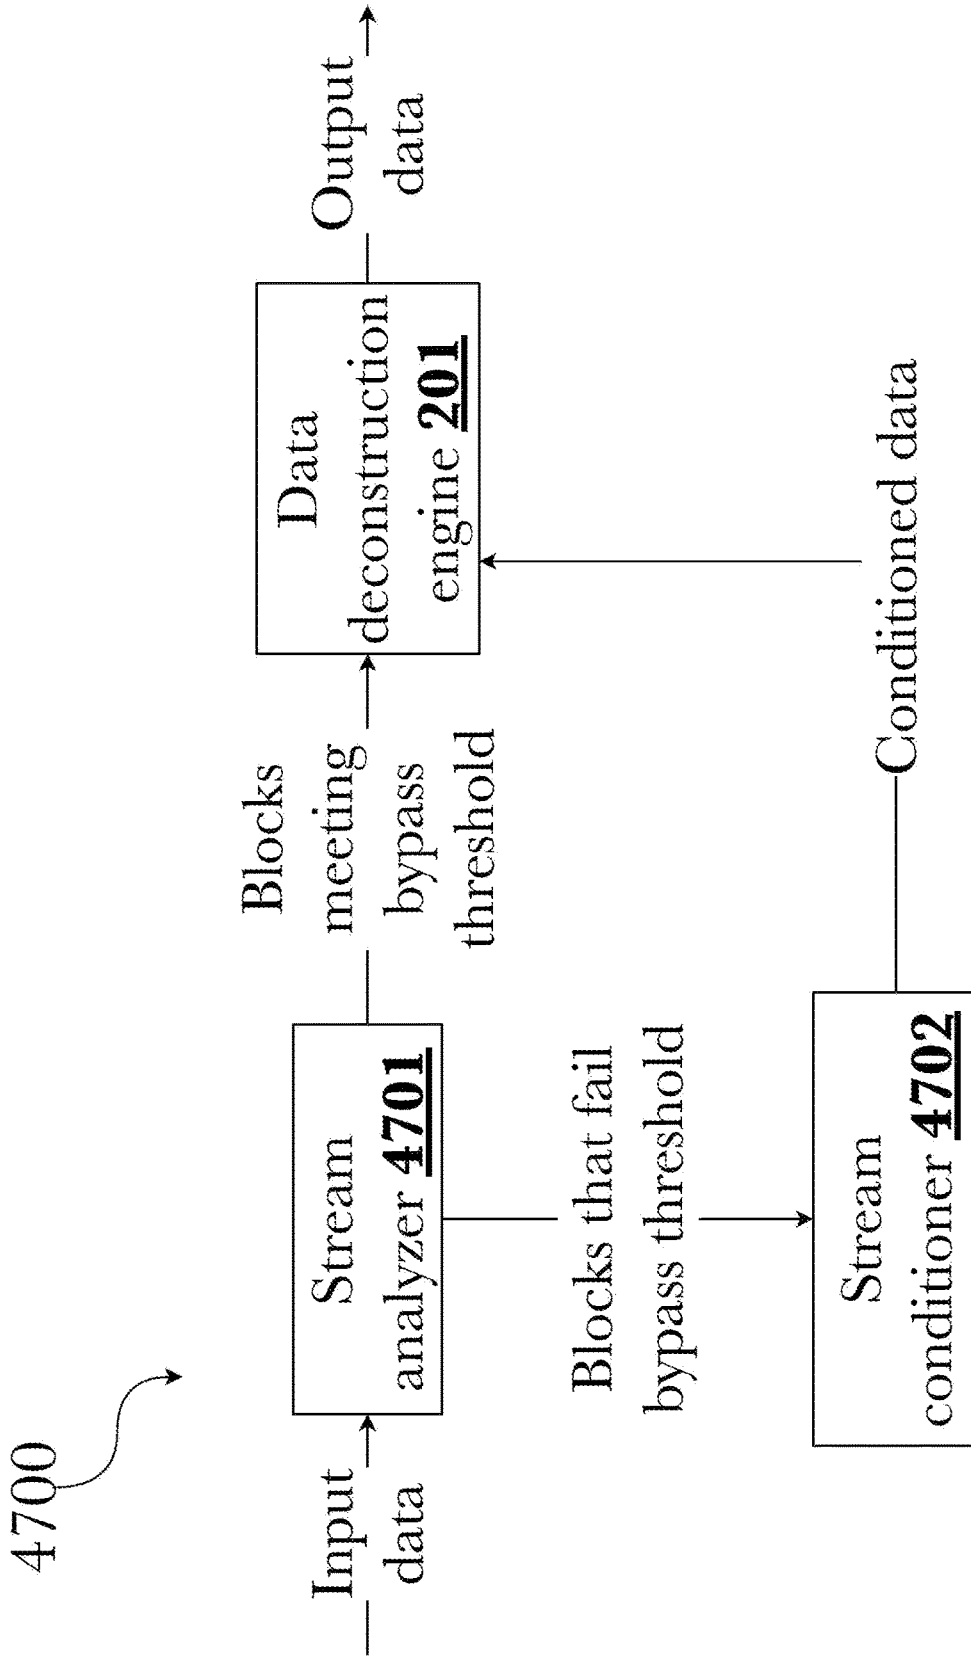 4700
Input
data
Stream
analyzer 4701
Blocks
meeting
bypass
threshold
Data
deconstruction
engine 201
Output
data
Blocks that fail
bypass threshold
Stream
conditioner 4702
Conditioned data